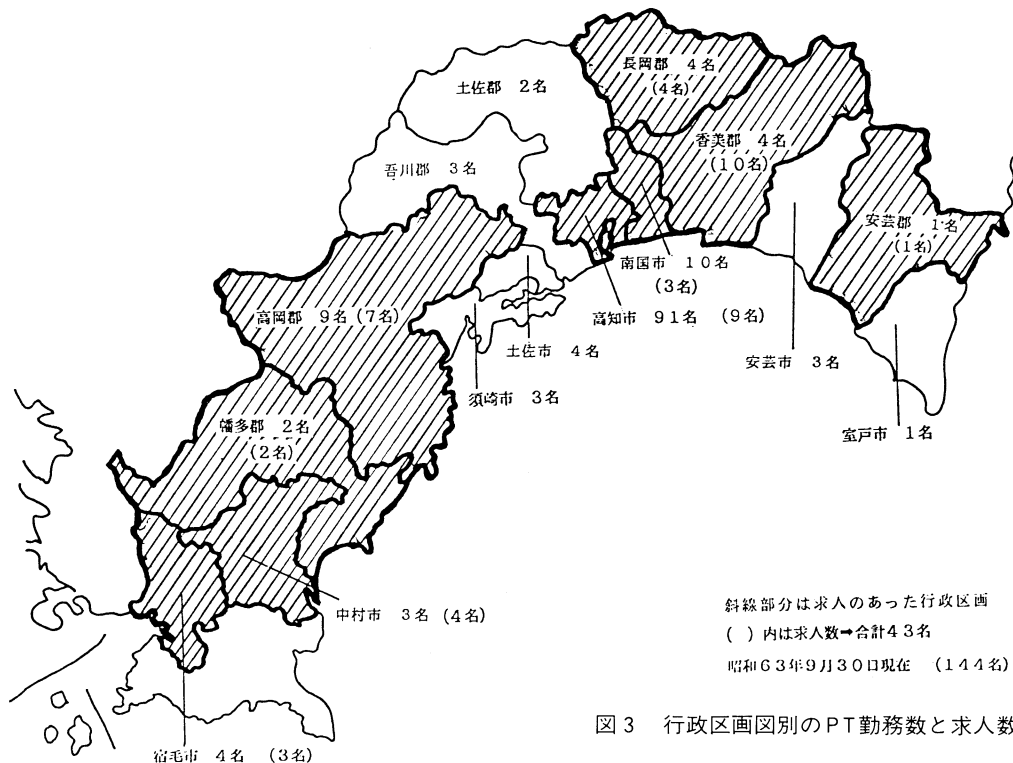 長岡郡 4名
(4名)
土佐郡 2名
香美郡 4名
(10名)
吾川郡 3名
安芸郡 1名
(1名)
南国市 10名
(3名)
高知市 91名 (9名)
高岡郡 9名 (7名)
土佐市 4名
安芸市 3名
須崎市 3名
室戸市 1名
幡多郡 2名
(2名)
中村市 3名 (4名)
宿毛市 4名 (3名)
斜線部分は求人のあった行政区画
( )内は求人数➡合計43名
昭和63年9月30日現在 (144名)
図3 行政区画図別のPT勤務数と求人数